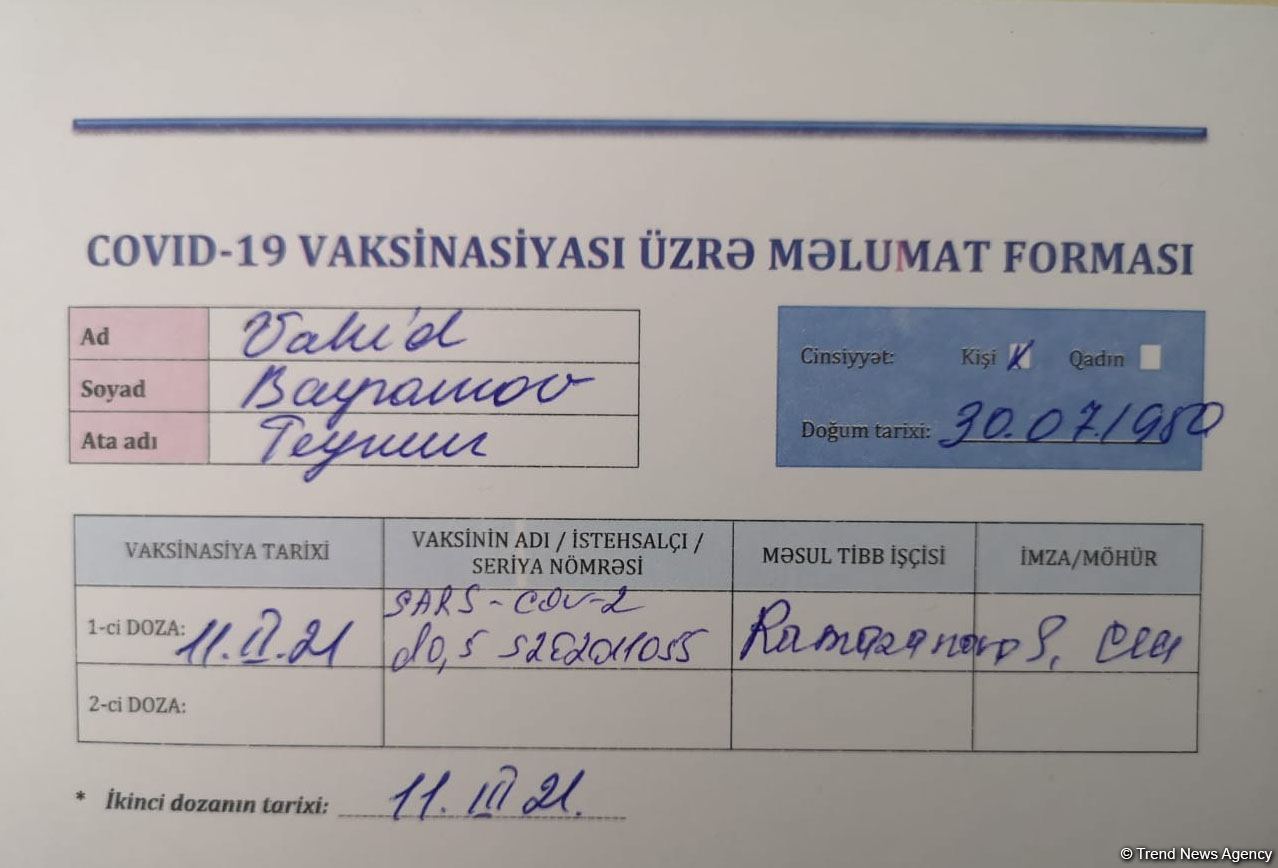 COVID-19 VAKSİNASİYASI ÜZRƏ MƏLUMAT FORMASI
Ad Vahid
Soyad Bayramov
Ata adı Teymur
Cinsiyyət: Kişi X Qadın
Doğum tarixi: 30.07.1980
VAKSİNASİYA TARİXİ
VAKSİNİN ADI / İSTEHSALÇI /
SERİYA NÖMRƏSİ
MƏSUL TİBB İŞÇİSİ
İMZA/MÖHÜR
1-ci DOZA: 11.II.21
SARS-COV-2
d0,5 S2E2011055
Ramazanova S.
2-ci DOZA:
* İkinci dozanın tarixi: 11.III 21.
© Trend News Agency